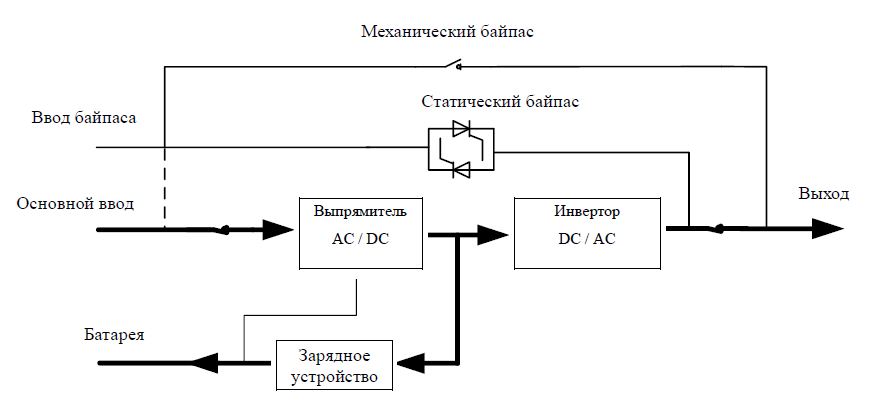 Механический байпас
Статический байпас
Ввод байпаса
Основной ввод
Выпрямитель
AC / DC
Инвертор
DC / AC
Выход
Батарея
Зарядное
устройство